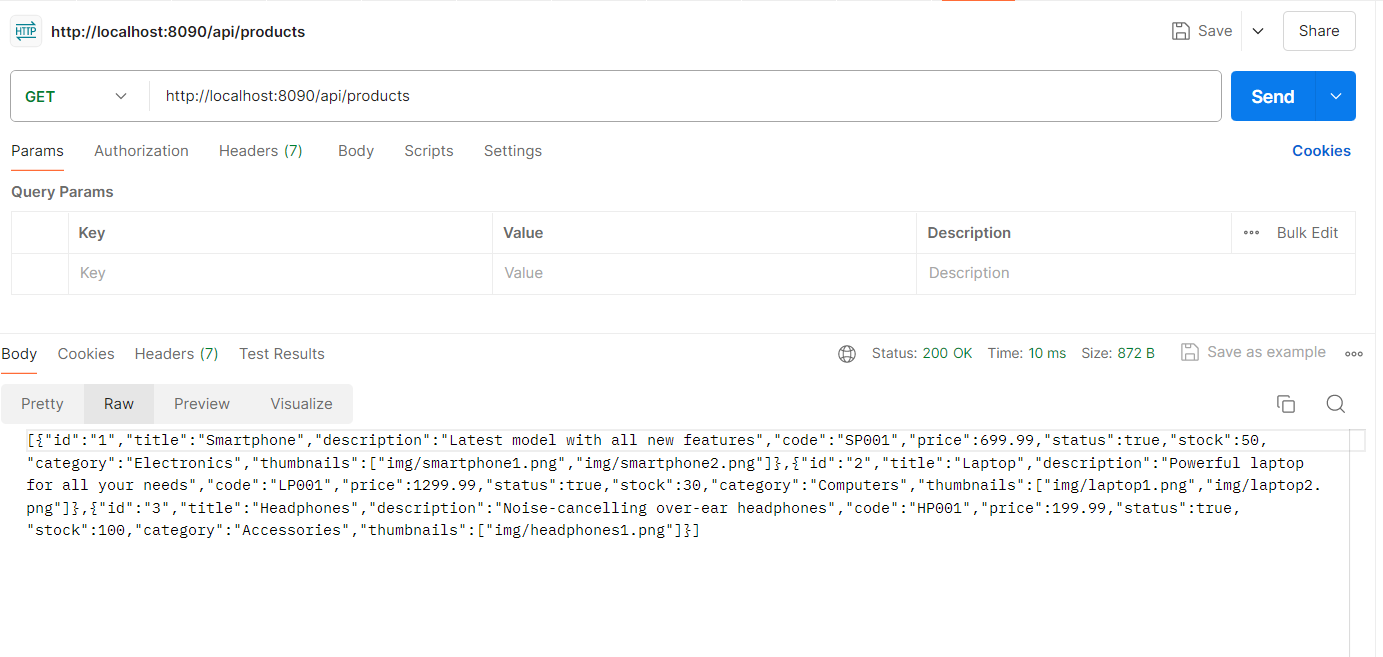 HTTP http://localhost:8090/api/products Save Share
GET http://localhost:8090/api/products Send
Params Authorization Headers (7) Body Scripts Settings Cookies
Query Params
Key Value Description Bulk Edit
Key Value Description
Body Cookies Headers (7) Test Results Status: 200 OK Time: 10 ms Size: 872 B Save as example
Pretty Raw Preview Visualize
[{"id":"1","title":"Smartphone","description":"Latest model with all new features","code":"SP001","price":699.99,"status":true,"stock":50,
"category":"Electronics","thumbnails":["img/smartphone1.png","img/smartphone2.png"]},{"id":"2","title":"Laptop","description":"Powerful laptop
for all your needs","code":"LP001","price":1299.99,"status":true,"stock":30,"category":"Computers","thumbnails":["img/laptop1.png","img/laptop2.
png"]},{"id":"3","title":"Headphones","description":"Noise-cancelling over-ear headphones","code":"HP001","price":199.99,"status":true,
"stock":100,"category":"Accessories","thumbnails":["img/headphones1.png"]}]